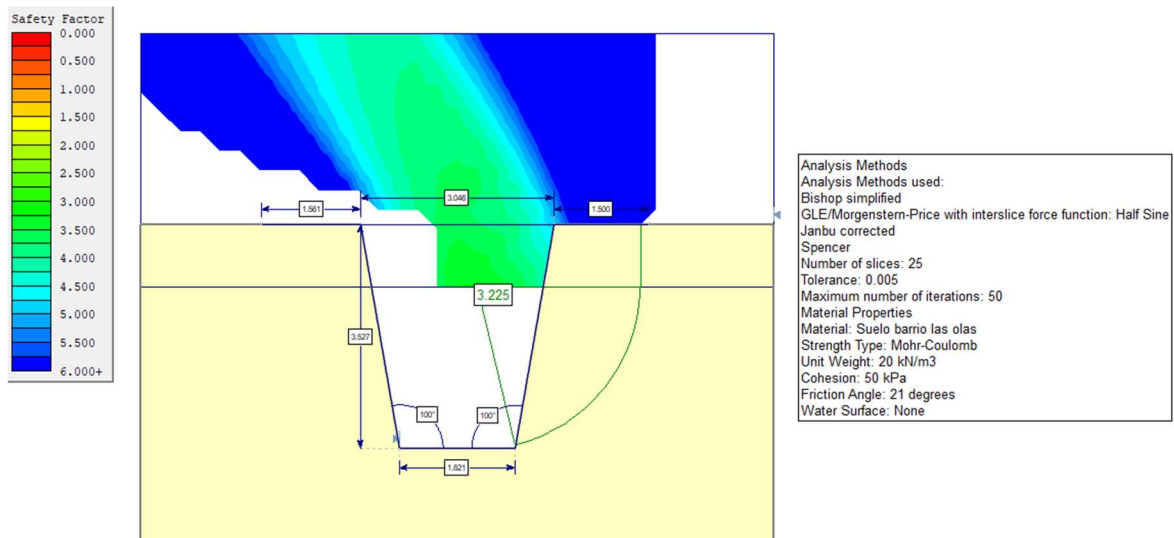 Safety Factor
0.000
0.500
1.000
1.500
2.000
2.500
3.000
3.500
4.000
4.500
5.000
5.500
6.000+
1.561
3.046
1.500
3.225
3.527
100°
100°
1.821
Analysis Methods
Analysis Methods used:
Bishop simplified
GLE/Morgenstern-Price with interslice force function: Half Sine
Janbu corrected
Spencer
Number of slices: 25
Tolerance: 0.005
Maximum number of iterations: 50
Material Properties
Material: Suelo barrio las olas
Strength Type: Mohr-Coulomb
Unit Weight: 20 kN/m3
Cohesion: 50 kPa
Friction Angle: 21 degrees
Water Surface: None